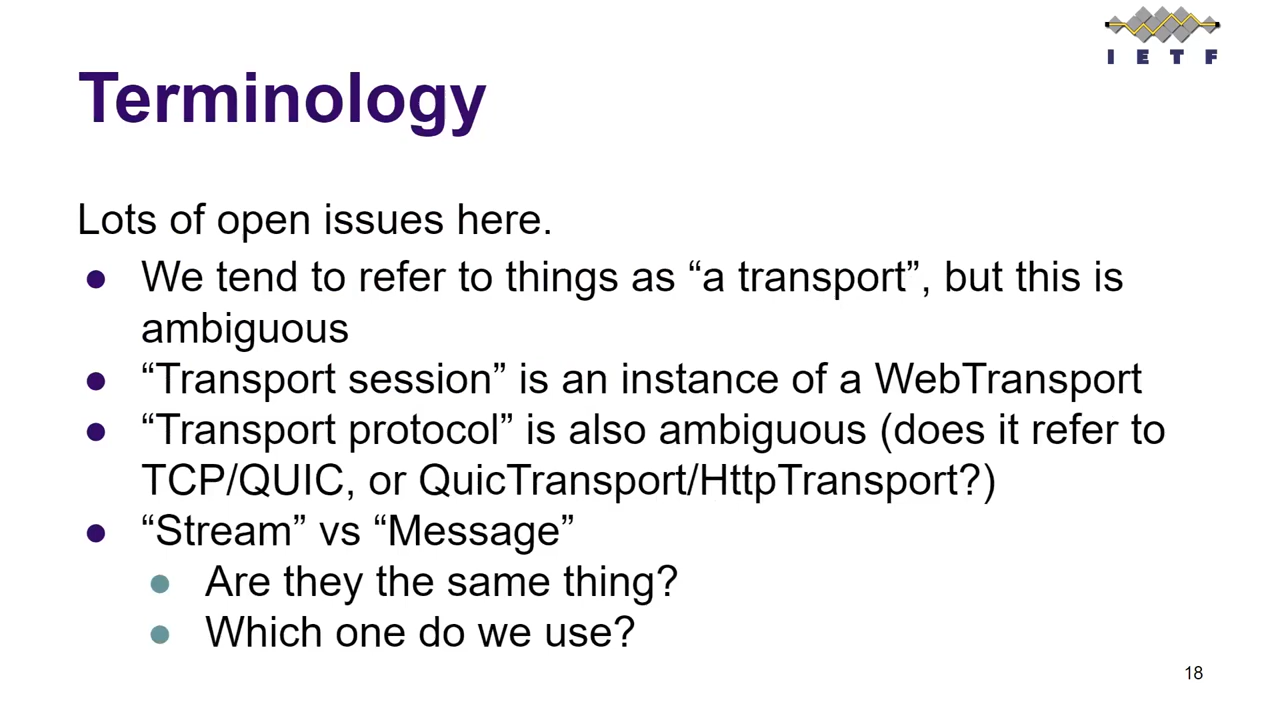 I E T F
Terminology
Lots of open issues here.
● We tend to refer to things as “a transport”, but this is
ambiguous
● “Transport session” is an instance of a WebTransport
● “Transport protocol” is also ambiguous (does it refer to
TCP/QUIC, or QuicTransport/HttpTransport?)
● “Stream” vs “Message”
● Are they the same thing?
● Which one do we use?
18